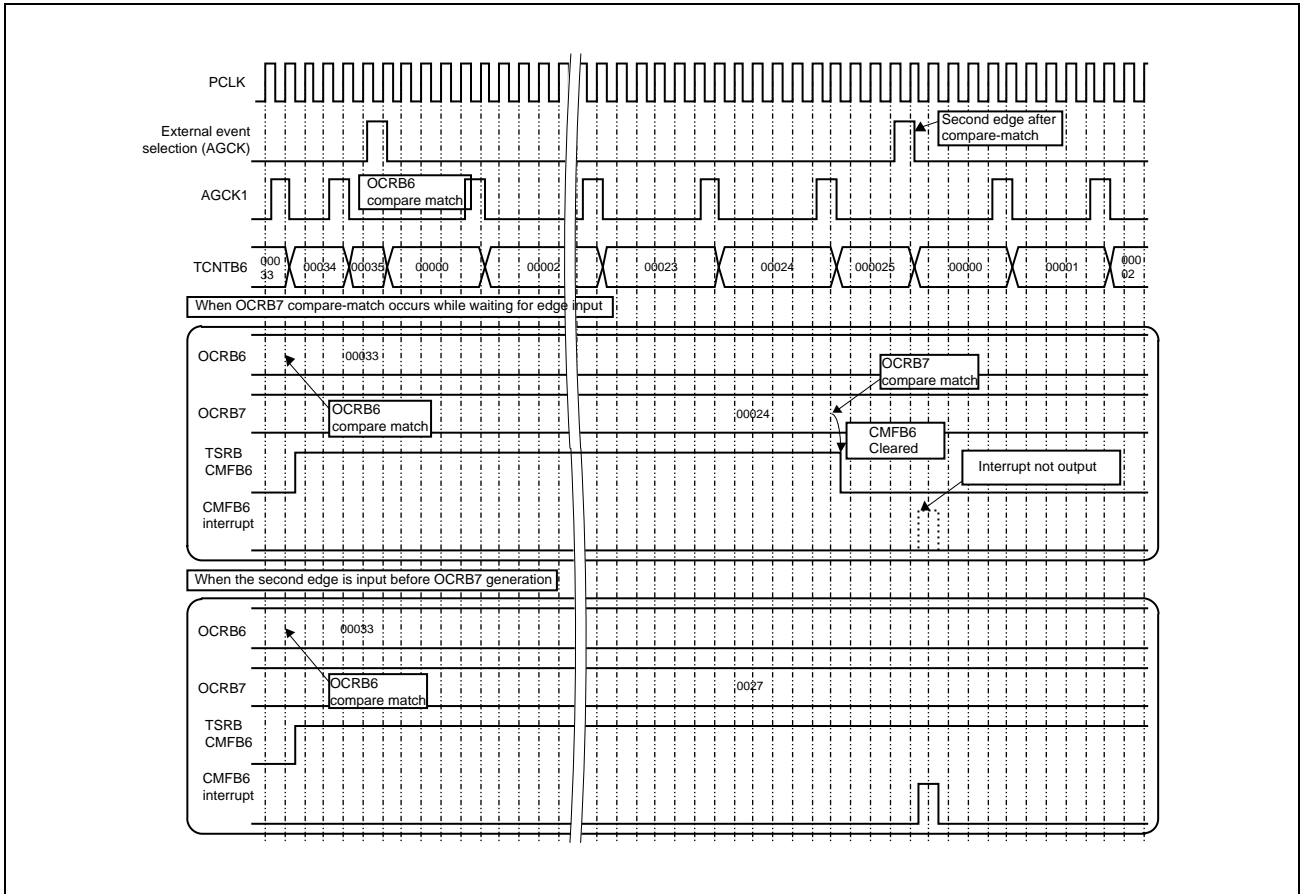 PCLK
External event
selection (AGCK)
Second edge after
compare-match
AGCK1
OCRB6
compare match
TCNTB6
000
33
00034
00035
00000
00002
00023
00024
000025
00000
00001
000
02
When OCRB7 compare-match occurs while waiting for edge input
OCRB6
00033
OCRB7
compare match
OCRB7
OCRB6
compare match
00024
CMFB6
Cleared
TSRB
CMFB6
Interrupt not output
CMFB6
interrupt
When the second edge is input before OCRB7 generation
OCRB6
00033
OCRB7
OCRB6
compare match
0027
TSRB
CMFB6
CMFB6
interrupt